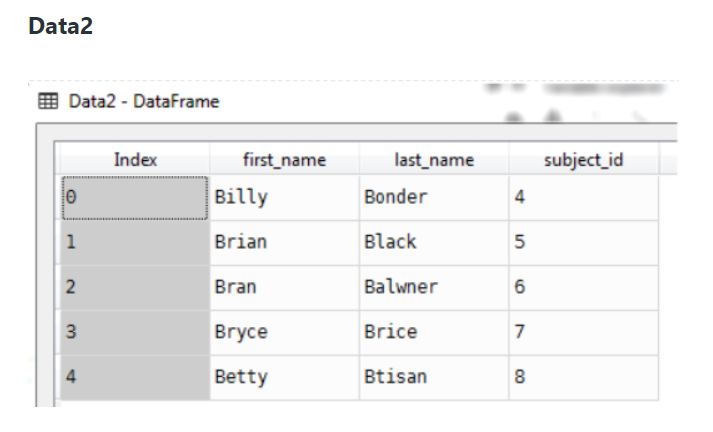 Data2
Data2 - DataFrame
Index first_name last_name subject_id
0 Billy Bonder 4
1 Brian Black 5
2 Bran Balwner 6
3 Bryce Brice 7
4 Betty Btisan 8